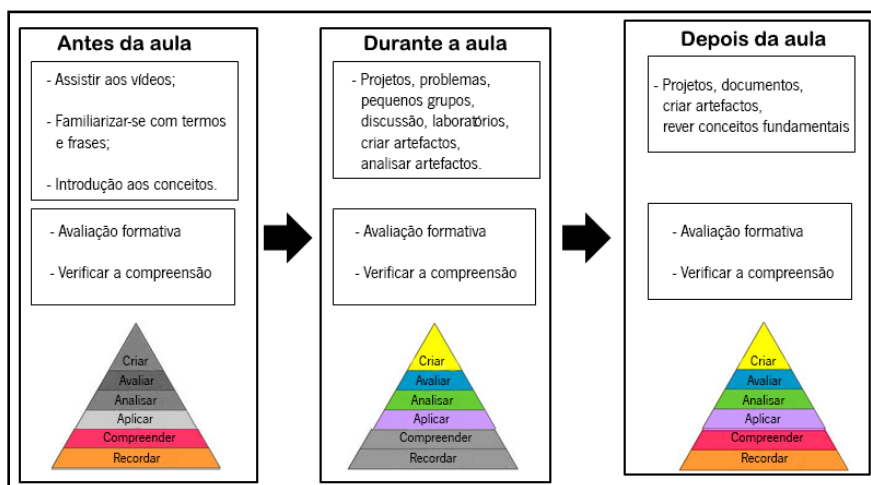 Antes da aula
- Assistir aos vídeos;
- Familiarizar-se com termos
e frases;
- Introdução aos conceitos.
- Avaliação formativa
- Verificar a compreensão
Criar
Avaliar
Analisar
Aplicar
Compreender
Recordar
Durante a aula
- Projetos, problemas,
pequenos grupos,
discussão, laboratórios,
criar artefactos,
analisar artefactos.
- Avaliação formativa
- Verificar a compreensão
Criar
Avaliar
Analisar
Aplicar
Compreender
Recordar
Depois da aula
- Projetos, documentos,
criar artefactos,
rever conceitos fundamentais
- Avaliação formativa
- Verificar a compreensão
Criar
Avaliar
Analisar
Aplicar
Compreender
Recordar